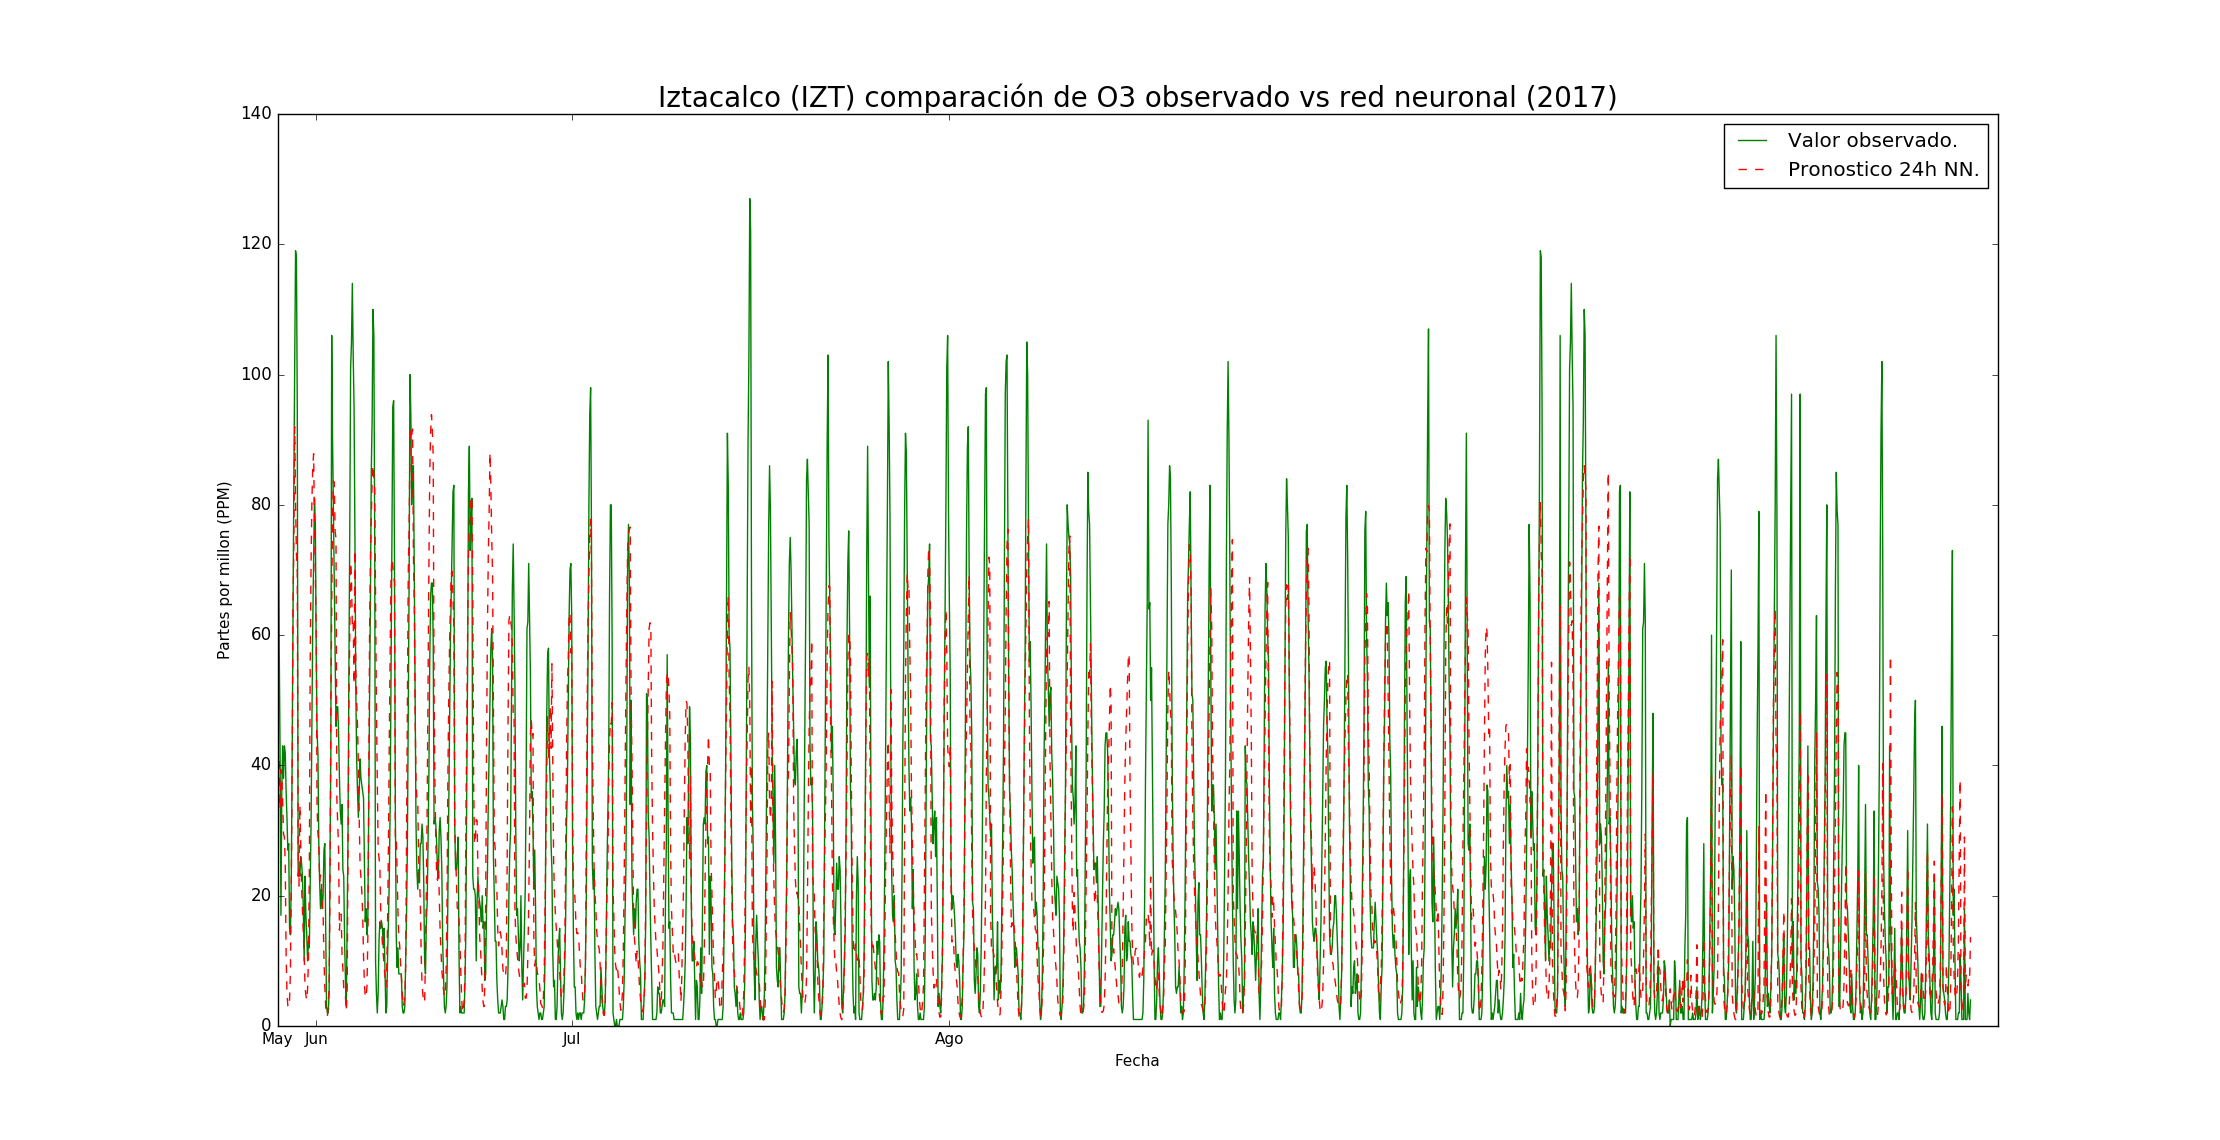 Iztacalco (IZT) comparación de O3 observado vs red neuronal (2017)
Valor observado.
Pronostico 24h NN.
Partes por millon (PPM)
140
120
100
80
60
40
20
0
May Jun Jul Ago
Fecha